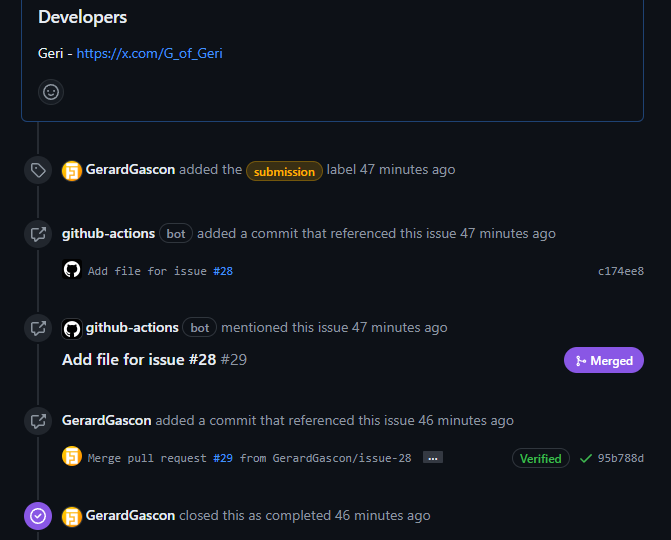 Developers
Geri - https://x.com/G_of_Geri
GerardGascon added the submission label 47 minutes ago
github-actions bot added a commit that referenced this issue 47 minutes ago
Add file for issue #28 c174ee8
github-actions bot mentioned this issue 47 minutes ago
Add file for issue #28 #29 Merged
GerardGascon added a commit that referenced this issue 46 minutes ago
Merge pull request #29 from GerardGascon/issue-28 ... Verified 95b788d
GerardGascon closed this as completed 46 minutes ago